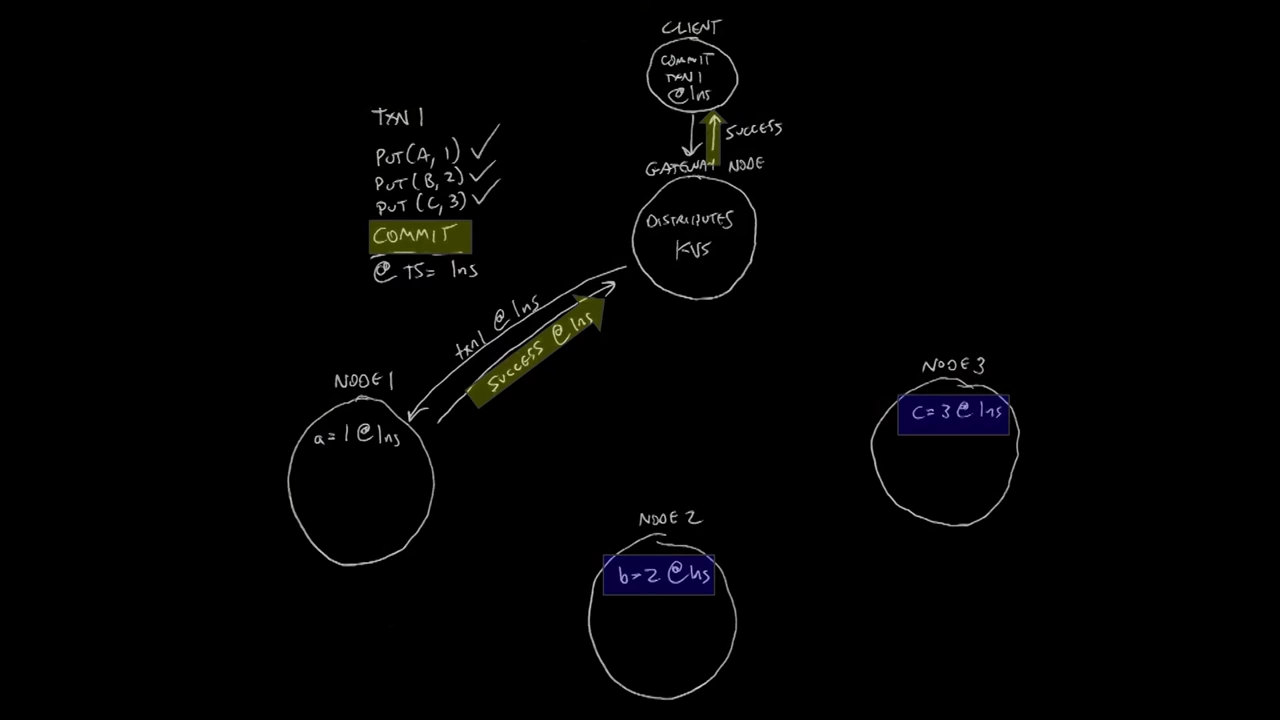 CLIENT
COMMIT
TXN 1
@ 1ns
SUCCESS
GATEWAY NODE
DISTRIBUTES
KVS
TXN 1
PUT(A, 1)
PUT (B, 2)
PUT (C, 3)
COMMIT
@ TS= 1ns
txn1 @ 1ns
SUCCESS @ 1ns
NODE 1
a=1 @ 1ns
NODE 3
C=3 @ 1ns
NODE 2
b=2 @ 1ns